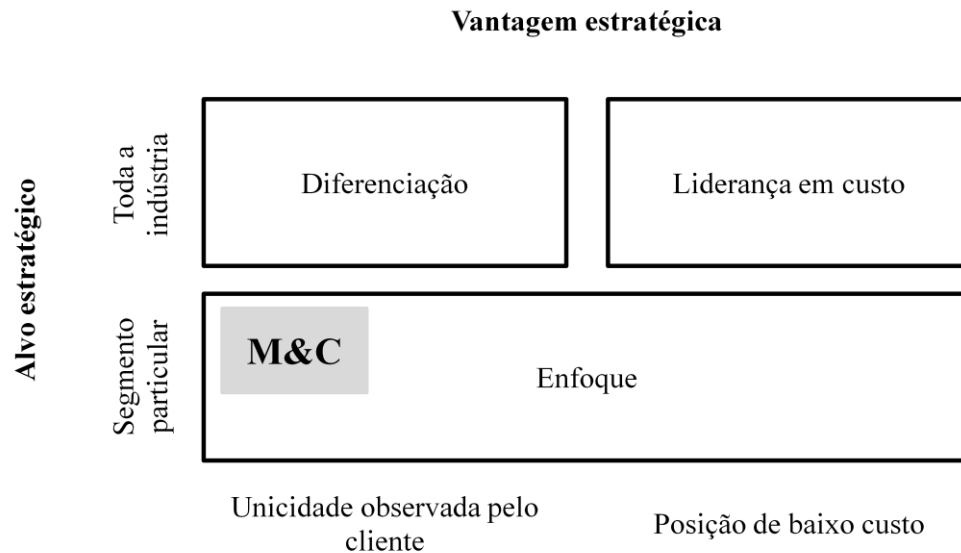 Vantagem estratégica
Alvo estratégico
Toda a
indústria
Diferenciação
Liderança em custo
Segmento
particular
M&C
Enfoque
Unicidade observada pelo
cliente
Posição de baixo custo